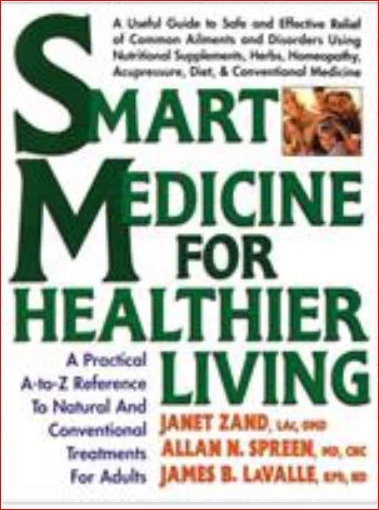 A Useful Guide to Safe and Effective Relief
of Common Ailments and Disorders Using
Nutritional Supplements, Herbs, Homeopathy,
Acupressure, Diet, & Conventional Medicine
SMART
MEDICINE
FOR
HEALTHIER
LIVING
A Practical
A-to-Z Reference
To Natural And
Conventional
Treatments
For Adults
JANET ZAND, LAC, OMD
ALLAN N. SPREEN, MD, CNC
JAMES B. LAVALLE, RPH, ND